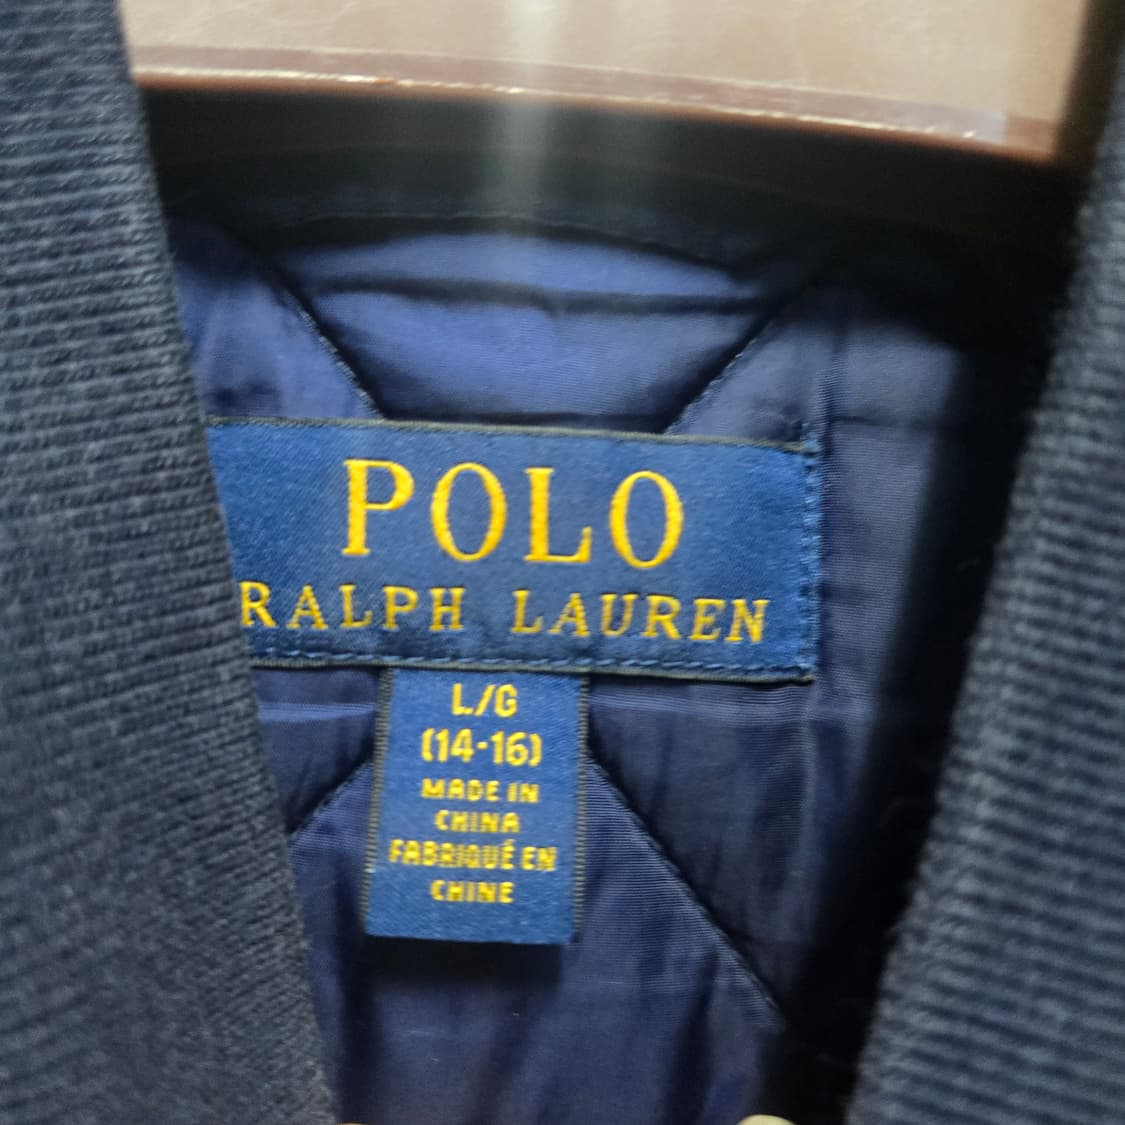 POLO
RALPH LAUREN
L/G
(14-16)
MADE IN
CHINA
FABRIQUÉ EN
CHINE